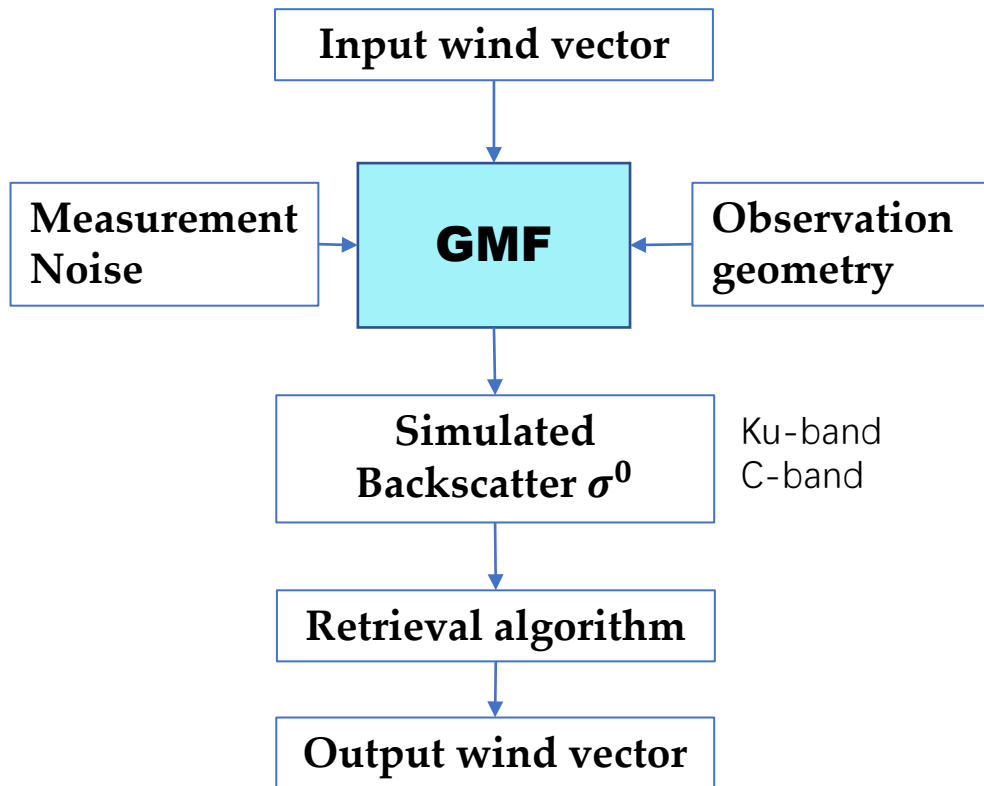 Input wind vector
Measurement
Noise
GMF
Observation
geometry
Simulated
Backscatter σ⁰
Ku-band
C-band
Retrieval algorithm
Output wind vector